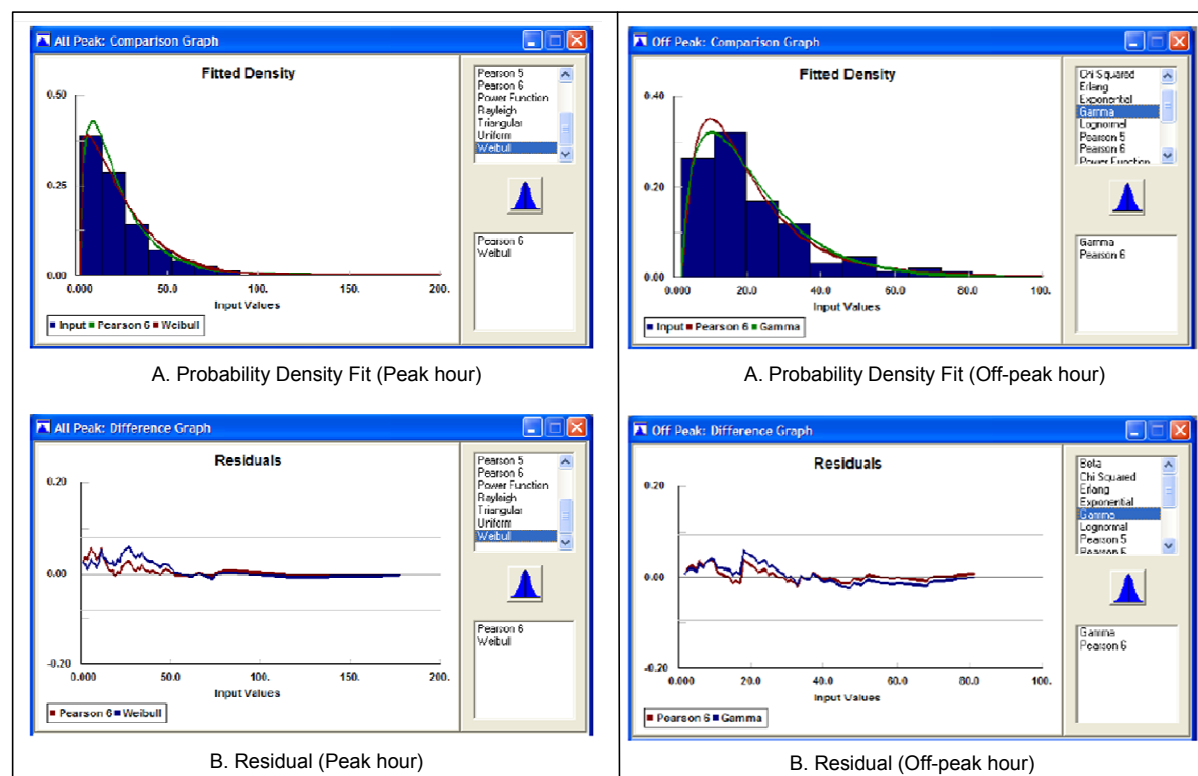 All Peak: Comparison Graph
Fitted Density
0.50
0.25
0.00
0.000 50.0 100. 150. 200.
Input Values
Input Pearson 6 Weibull
Pearson 5
Pearson 6
Power Function
Rayleigh
Triangular
Uniform
Weibull
Pearson 6
Weibull
A. Probability Density Fit (Peak hour)
Off Peak: Comparison Graph
Fitted Density
0.40
0.20
0.00
0.000 20.0 40.0 60.0 80.0 100.
Input Values
Input Pearson 6 Gamma
Chi Squared
Erlang
Exponential
Gamma
Lognormal
Pearson 5
Pearson 6
Power Function
Gamma
Pearson 6
A. Probability Density Fit (Off-peak hour)
All Peak: Difference Graph
Residuals
0.20
0.00
-0.20
0.000 50.0 100. 150. 200.
Input Values
Pearson 6 Weibull
Pearson 5
Pearson 6
Power Function
Rayleigh
Triangular
Uniform
Weibull
Pearson 6
Weibull
B. Residual (Peak hour)
Off Peak: Difference Graph
Residuals
0.20
0.00
-0.20
0.000 20.0 40.0 60.0 80.0 100.
Input Values
Pearson 6 Gamma
Beta
Chi Squared
Erlang
Exponential
Gamma
Lognormal
Pearson 5
Pearson 6
Gamma
Pearson 6
B. Residual (Off-peak hour)